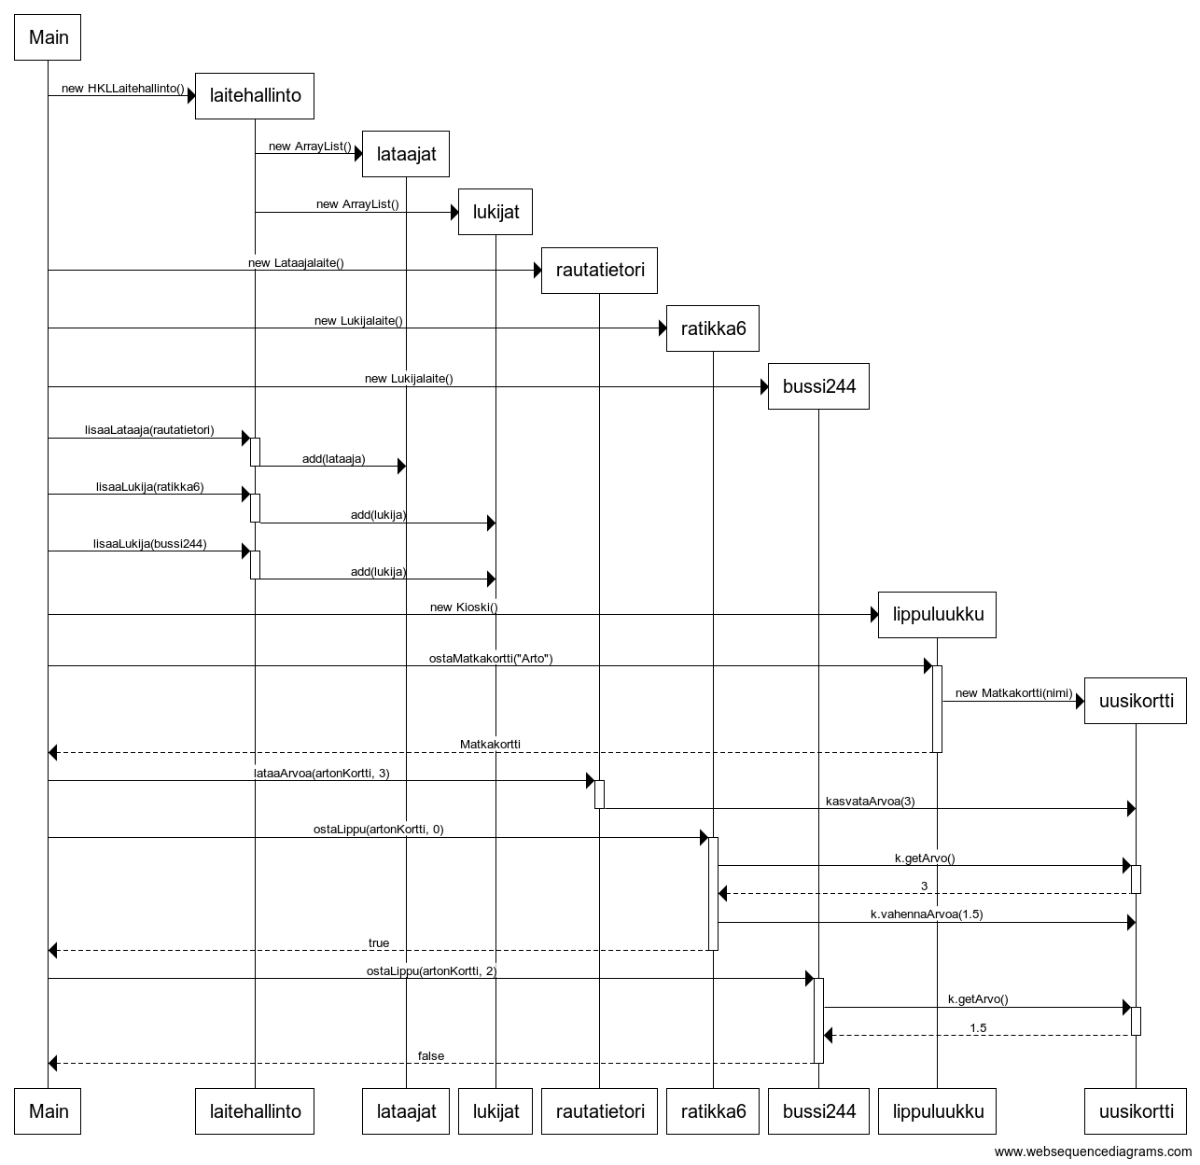 Main
new HKLLaitehallinto()
laitehallinto
new ArrayList()
lataajat
new ArrayList()
lukijat
new Lataajalaite()
rautatietori
new Lukijalaite()
ratikka6
new Lukijalaite()
bussi244
lisaaLataaja(rautatietori)
add(lataaja)
lisaaLukija(ratikka6)
add(lukija)
lisaaLukija(bussi244)
add(lukija)
new Kioski()
lippuluukku
ostaMatkakortti("Arto")
new Matkakortti(nimi)
uusikortti
Matkakortti
lataaArvoa(artonKortti, 3)
kasvataArvoa(3)
ostaLippu(artonKortti, 0)
k.getArvo()
3
k.vahennaArvoa(1.5)
true
ostaLippu(artonKortti, 2)
k.getArvo()
1.5
false
Main laitehallinto lataajat lukijat rautatietori ratikka6 bussi244 lippuluukku uusikortti
www.websequencediagrams.com